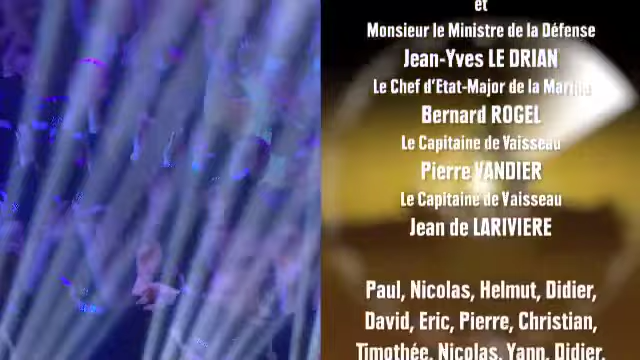 et
Monsieur le Ministre de la Défense
Jean-Yves LE DRIAN
Le Chef d'Etat-Major de la Marine
Bernard ROGEL
Le Capitaine de Vaisseau
Pierre VANDIER
Le Capitaine de Vaisseau
Jean de LARIVIERE
Paul, Nicolas, Helmut, Didier,
David, Eric, Pierre, Christian,
Timothée, Nicolas, Yann, Didier,